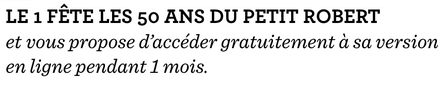 LE 1 FÊTE LES 50 ANS DU PETIT ROBERT
et vous propose d'accéder gratuitement à sa version
en ligne pendant 1 mois.